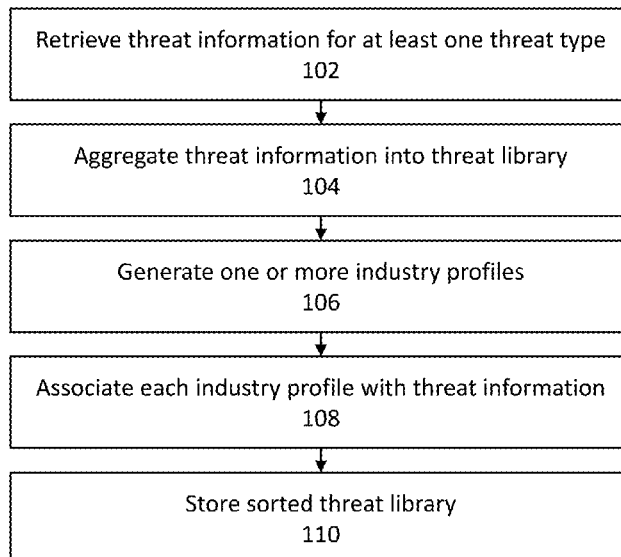 Retrieve threat information for at least one threat type
102
Aggregate threat information into threat library
104
Generate one or more industry profiles
106
Associate each industry profile with threat information
108
Store sorted threat library
110